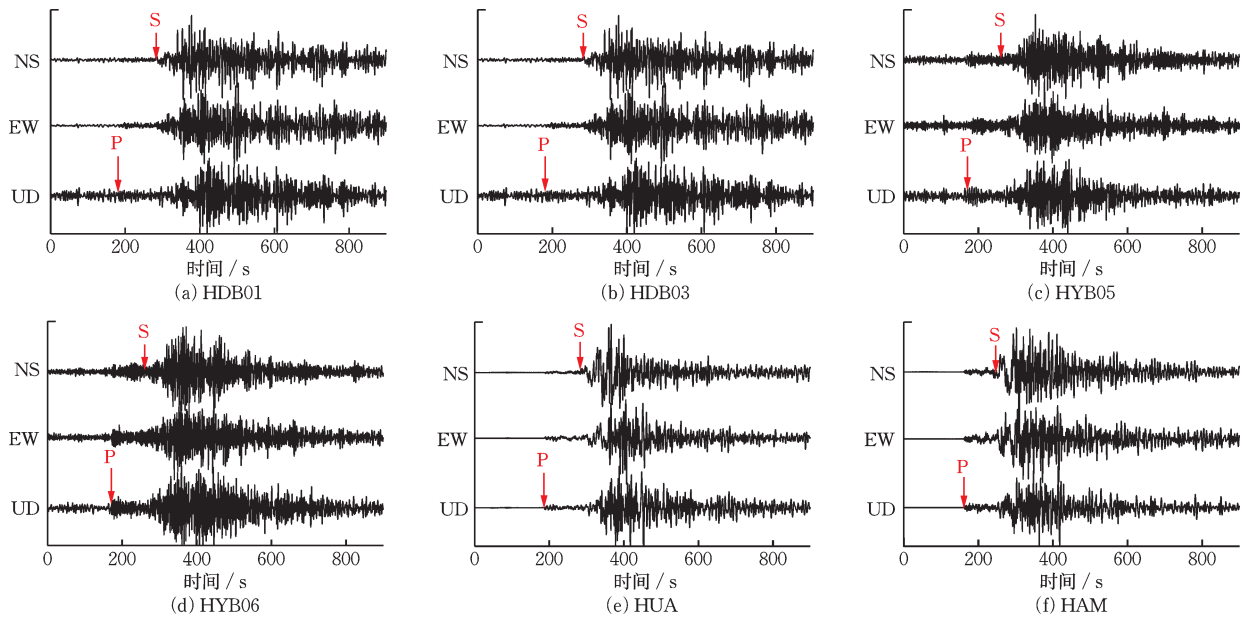 S
NS
EW
P
UD
0 200 400 600 800
时间 / s
(a) HDB01
S
NS
EW
P
UD
0 200 400 600 800
时间 / s
(b) HDB03
S
NS
EW
P
UD
0 200 400 600 800
时间 / s
(c) HYB05
S
NS
EW
P
UD
0 200 400 600 800
时间 / s
(d) HYB06
S
NS
EW
P
UD
0 200 400 600 800
时间 / s
(e) HUA
S
NS
EW
P
UD
0 200 400 600 800
时间 / s
(f) HAM